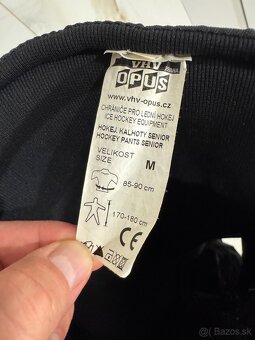 VHV
OPUS
www.vhv-opus.cz
CHRÁNIČE PRO LEDNÍ HOKEJ
ICE HOCKEY EQUIPMENT
HOKEJ. KALHOTY SENIOR
HOCKEY PANTS SENIOR
VELIKOST
SIZE M
85-90 cm
170-180 cm
CE
© Bazos.sk